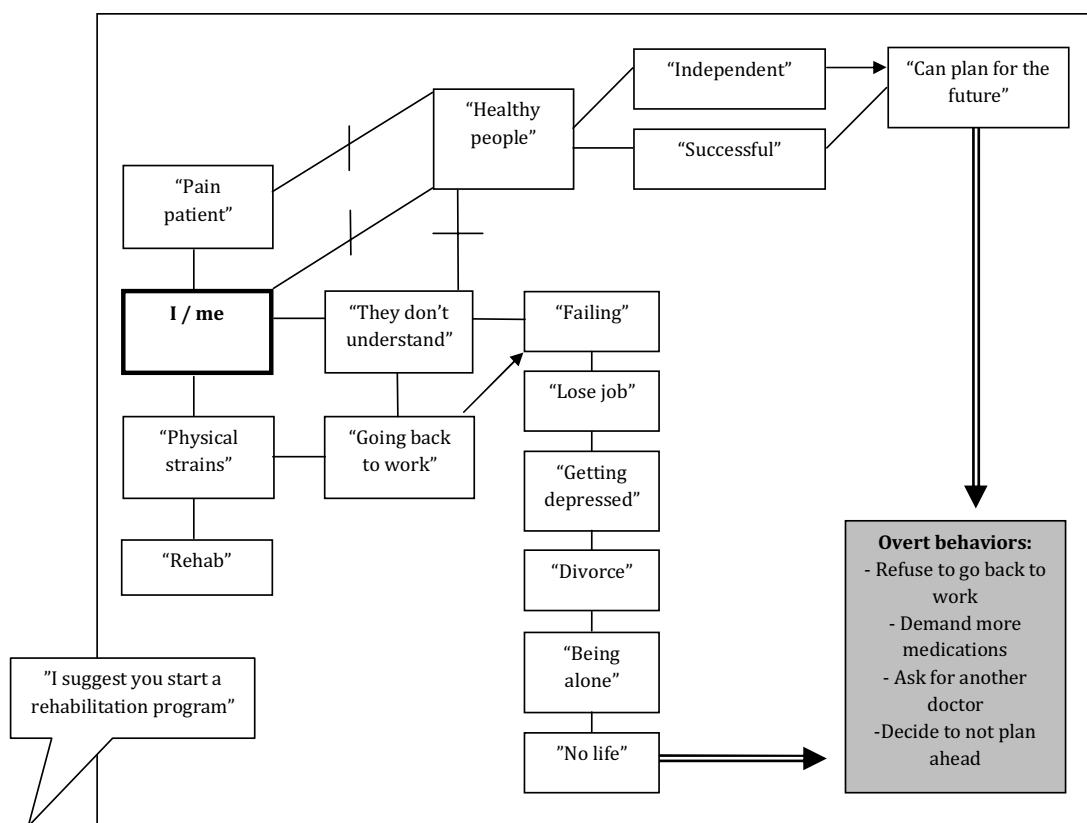 “Independent”
“Can plan for the
future”
“Healthy
people”
“Successful”
“Pain
patient”
I / me
“They don’t
understand”
“Failing”
“Lose job”
“Physical
strains”
“Going back
to work”
“Getting
depressed”
“Rehab”
“Divorce”
“Being
alone”
”No life”
Overt behaviors:
- Refuse to go back to
work
- Demand more
medications
- Ask for another
doctor
-Decide to not plan
ahead
”I suggest you start a
rehabilitation program”